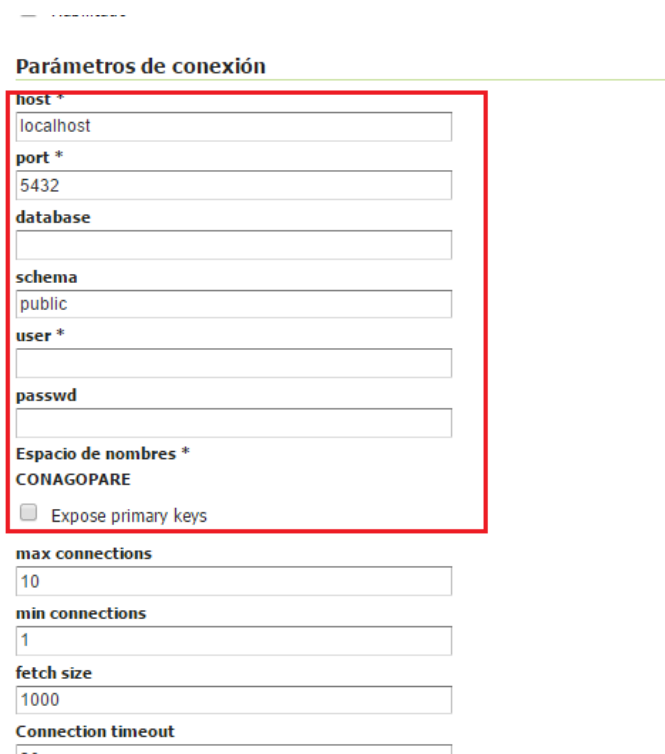 Parámetros de conexión
host *
localhost
port *
5432
database
schema
public
user *
passwd
Espacio de nombres *
CONAGOPARE
Expose primary keys
max connections
10
min connections
1
fetch size
1000
Connection timeout